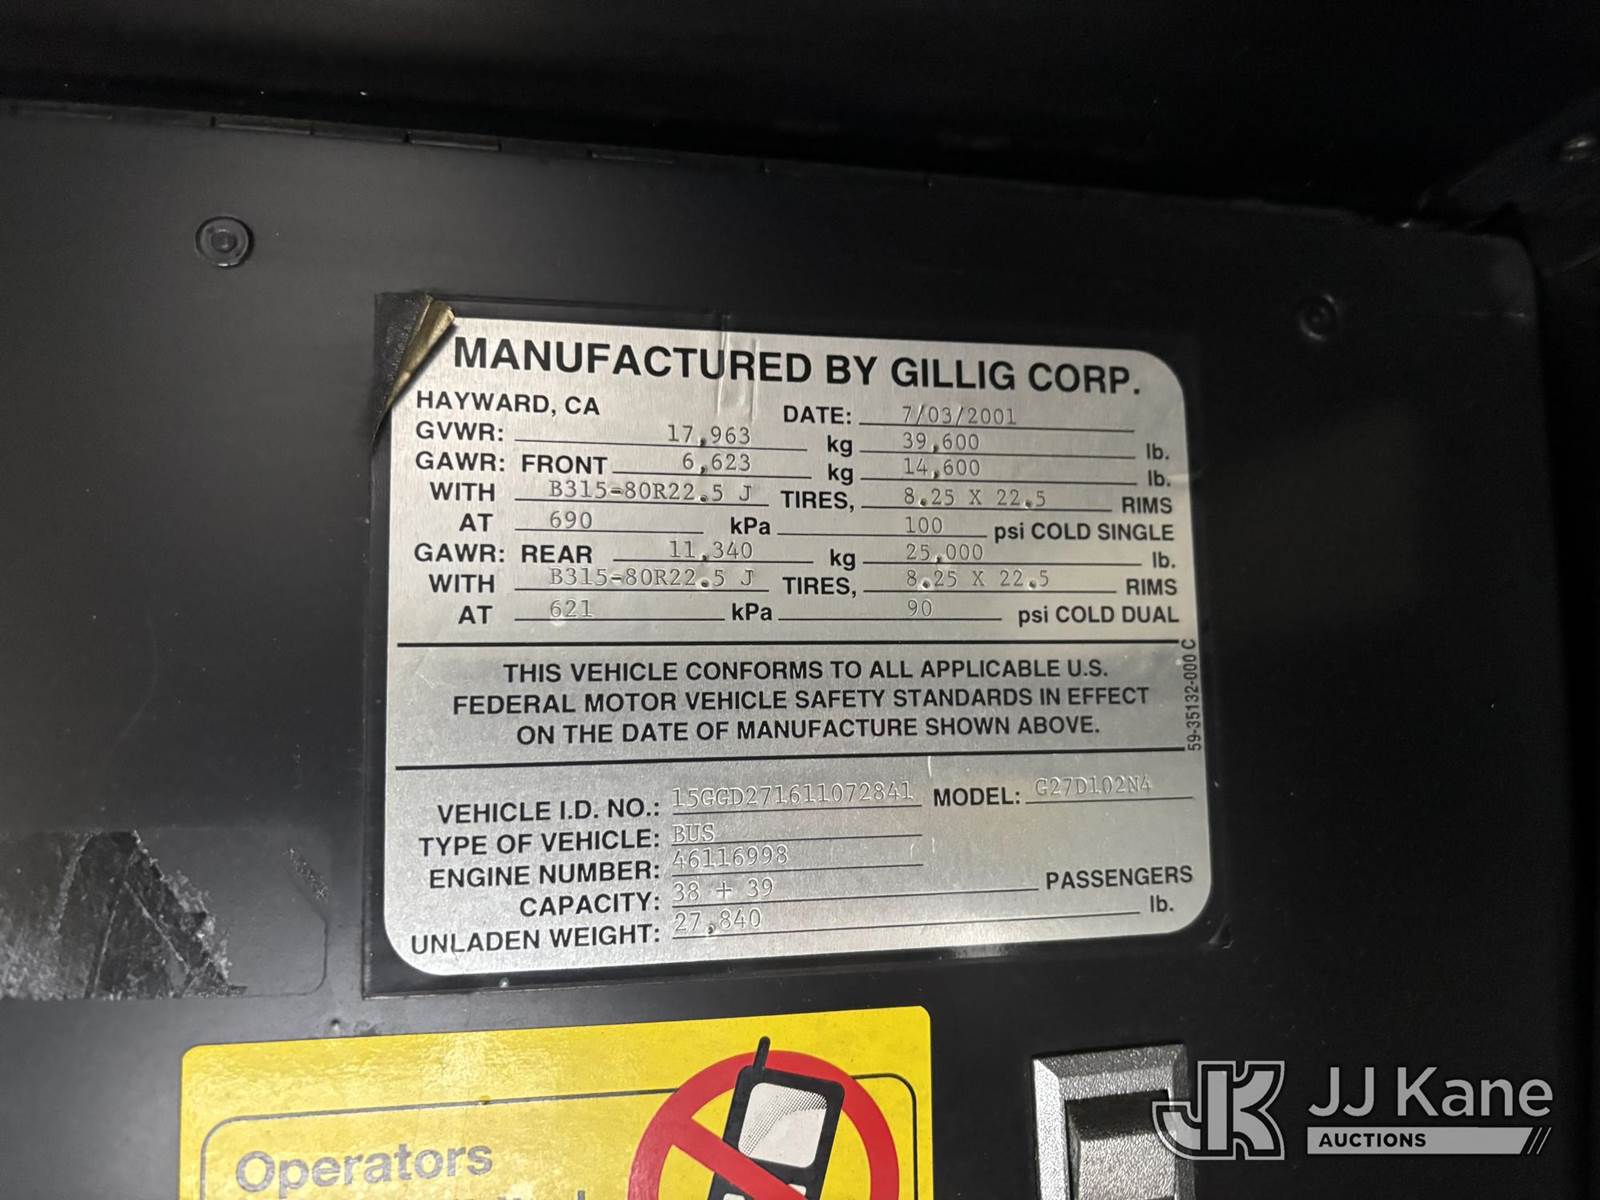 MANUFACTURED BY GILLIG CORP.
HAYWARD, CA DATE: 7/03/2001
GVWR: 17,963 kg 39,600 lb.
GAWR: FRONT 6,623 kg 14,600 lb.
WITH B315-80R22.5 J TIRES, 8.25 X 22.5 RIMS
AT 690 kPa 100 psi COLD SINGLE
GAWR: REAR 11,340 kg 25,000 lb.
WITH B315-80R22.5 J TIRES, 8.25 X 22.5 RIMS
AT 621 kPa 90 psi COLD DUAL
THIS VEHICLE CONFORMS TO ALL APPLICABLE U.S.
FEDERAL MOTOR VEHICLE SAFETY STANDARDS IN EFFECT
ON THE DATE OF MANUFACTURE SHOWN ABOVE.
59-35132-000 C
VEHICLE I.D. NO.: 15GGD271611072841 MODEL: G27D102N4
TYPE OF VEHICLE: BUS
ENGINE NUMBER: 46116998
CAPACITY: 38 + 39 PASSENGERS
UNLADEN WEIGHT: 27,840 lb.
Operators
JK JJ Kane
AUCTIONS